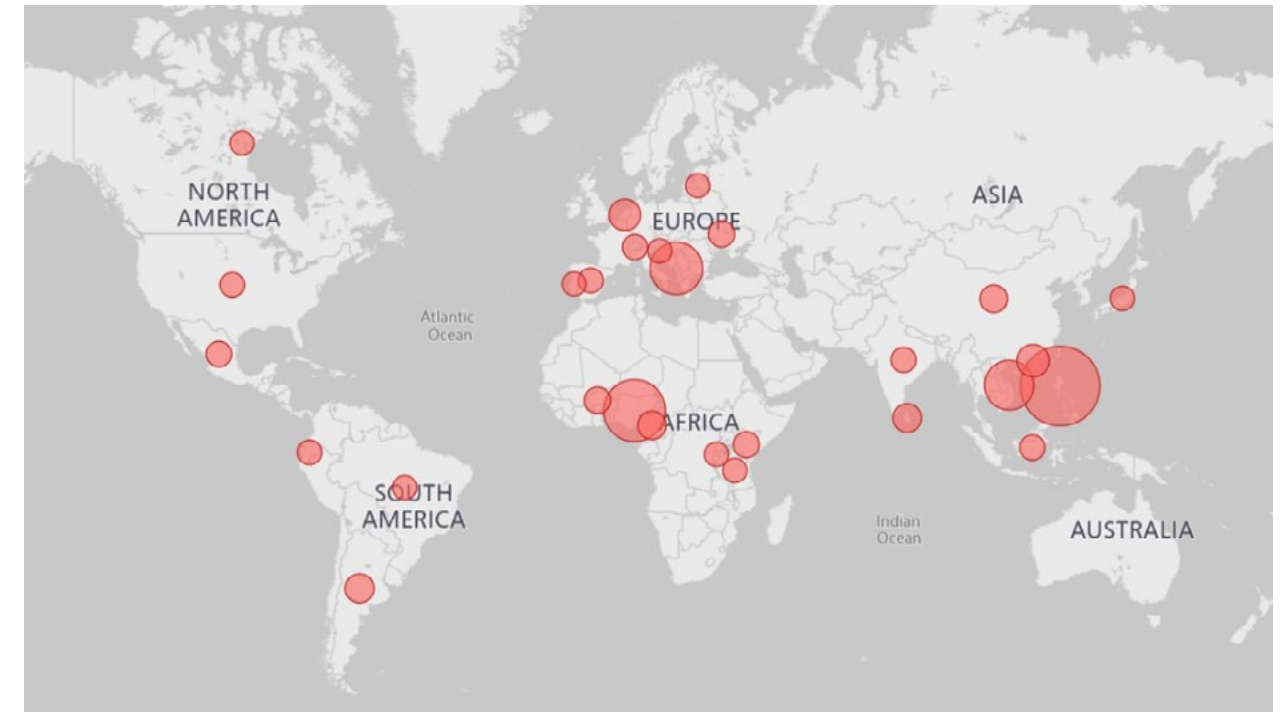 NORTH
AMERICA
ASIA
EUROPE
Atlantic
Ocean
AFRICA
SOUTH
AMERICA
Indian
Ocean
AUSTRALIA